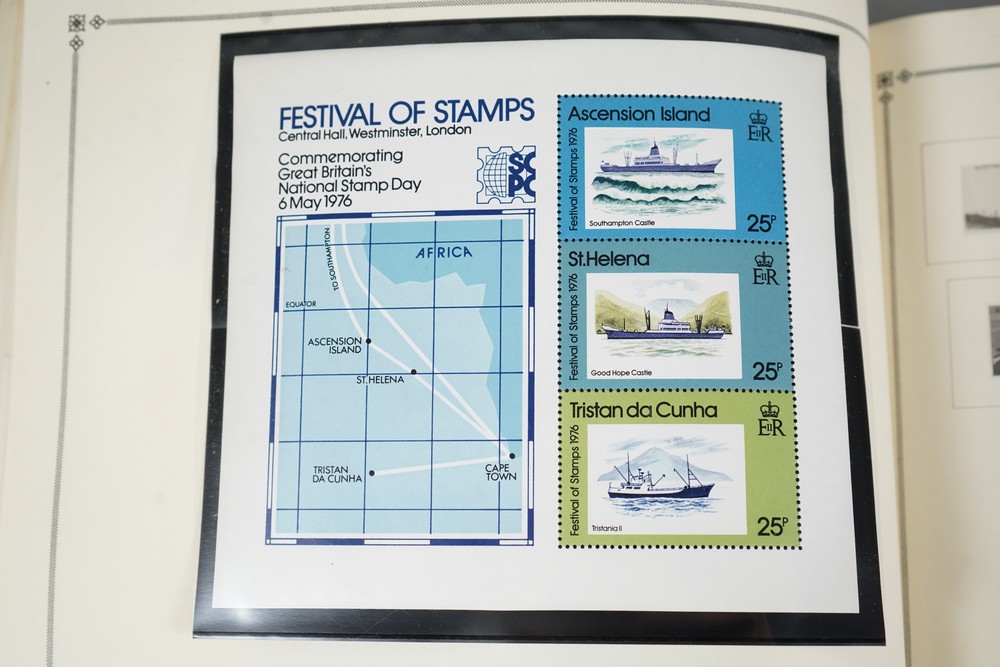 FESTIVAL OF STAMPS
Central Hall, Westminster, London
Commemorating
Great Britain's
National Stamp Day
6 May 1976
TO SOUTHAMPTON
AFRICA
EQUATOR
ASCENSION
ISLAND
ST. HELENA
TRISTAN
DA CUNHA
CAPE
TOWN
Ascension Island
EIIR
Festival of Stamps 1976
Southampton Castle
25P
St.Helena
EIIR
Festival of Stamps 1976
Good Hope Castle
25P
Tristan da Cunha
EIIR
Festival of Stamps 1976
Tristania II
25P